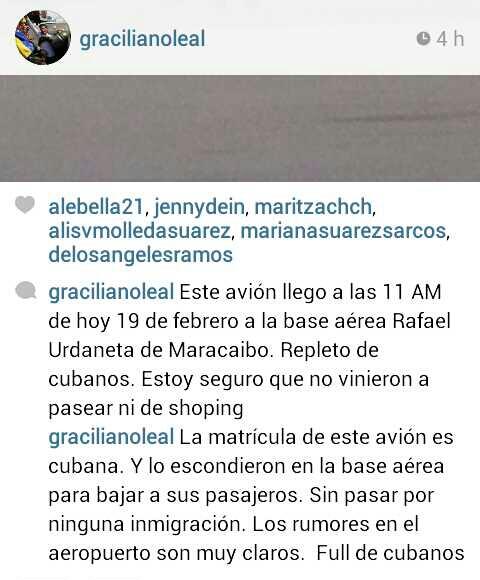 gracilianoleal 4 h
alebella21, jennydein, maritzachch,
alisvmolledasuarez, marianasuarezsarcos,
delosangelesramos
gracilianoleal Este avión llego a las 11 AM
de hoy 19 de febrero a la base aérea Rafael
Urdaneta de Maracaibo. Repleto de
cubanos. Estoy seguro que no vinieron a
pasear ni de shoping
gracilianoleal La matrícula de este avión es
cubana. Y lo escondieron en la base aérea
para bajar a sus pasajeros. Sin pasar por
ninguna inmigración. Los rumores en el
aeropuerto son muy claros. Full de cubanos